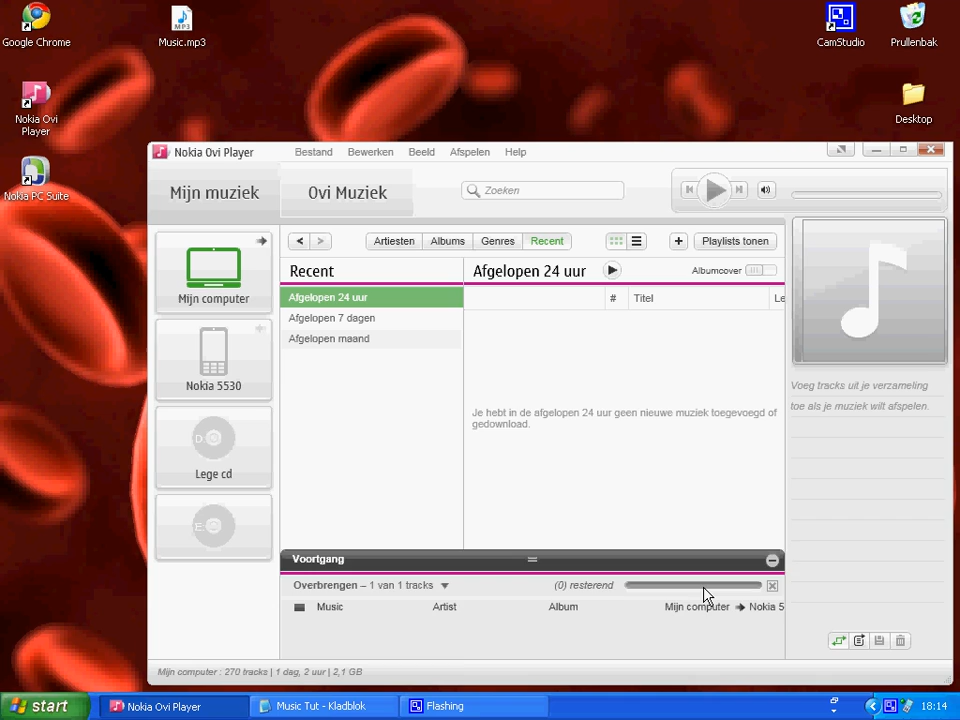 Google Chrome
Music.mp3
CamStudio
Prullenbak
Nokia Ovi
Player
Desktop
Nokia PC Suite
Nokia Ovi Player
Bestand Bewerken Beeld Afspelen Help
Mijn muziek
Ovi Muziek
Zoeken
Artiesten Albums Genres Recent
Playlists tonen
Recent
Afgelopen 24 uur
Albumcover
Mijn computer
Afgelopen 24 uur
# Titel Le
Afgelopen 7 dagen
Afgelopen maand
Nokia 5530
Voeg tracks uit je verzameling
toe als je muziek wilt afspelen.
Je hebt in de afgelopen 24 uur geen nieuwe muziek toegevoegd of
gedownload.
D:
Lege cd
E:
Voortgang
Overbrengen – 1 van 1 tracks
(0) resterend
Music Artist Album Mijn computer Nokia 5
Mijn computer : 270 tracks | 1 dag, 2 uur | 2,1 GB
start
Nokia Ovi Player
Music Tut - Kladblok
Flashing
18:14